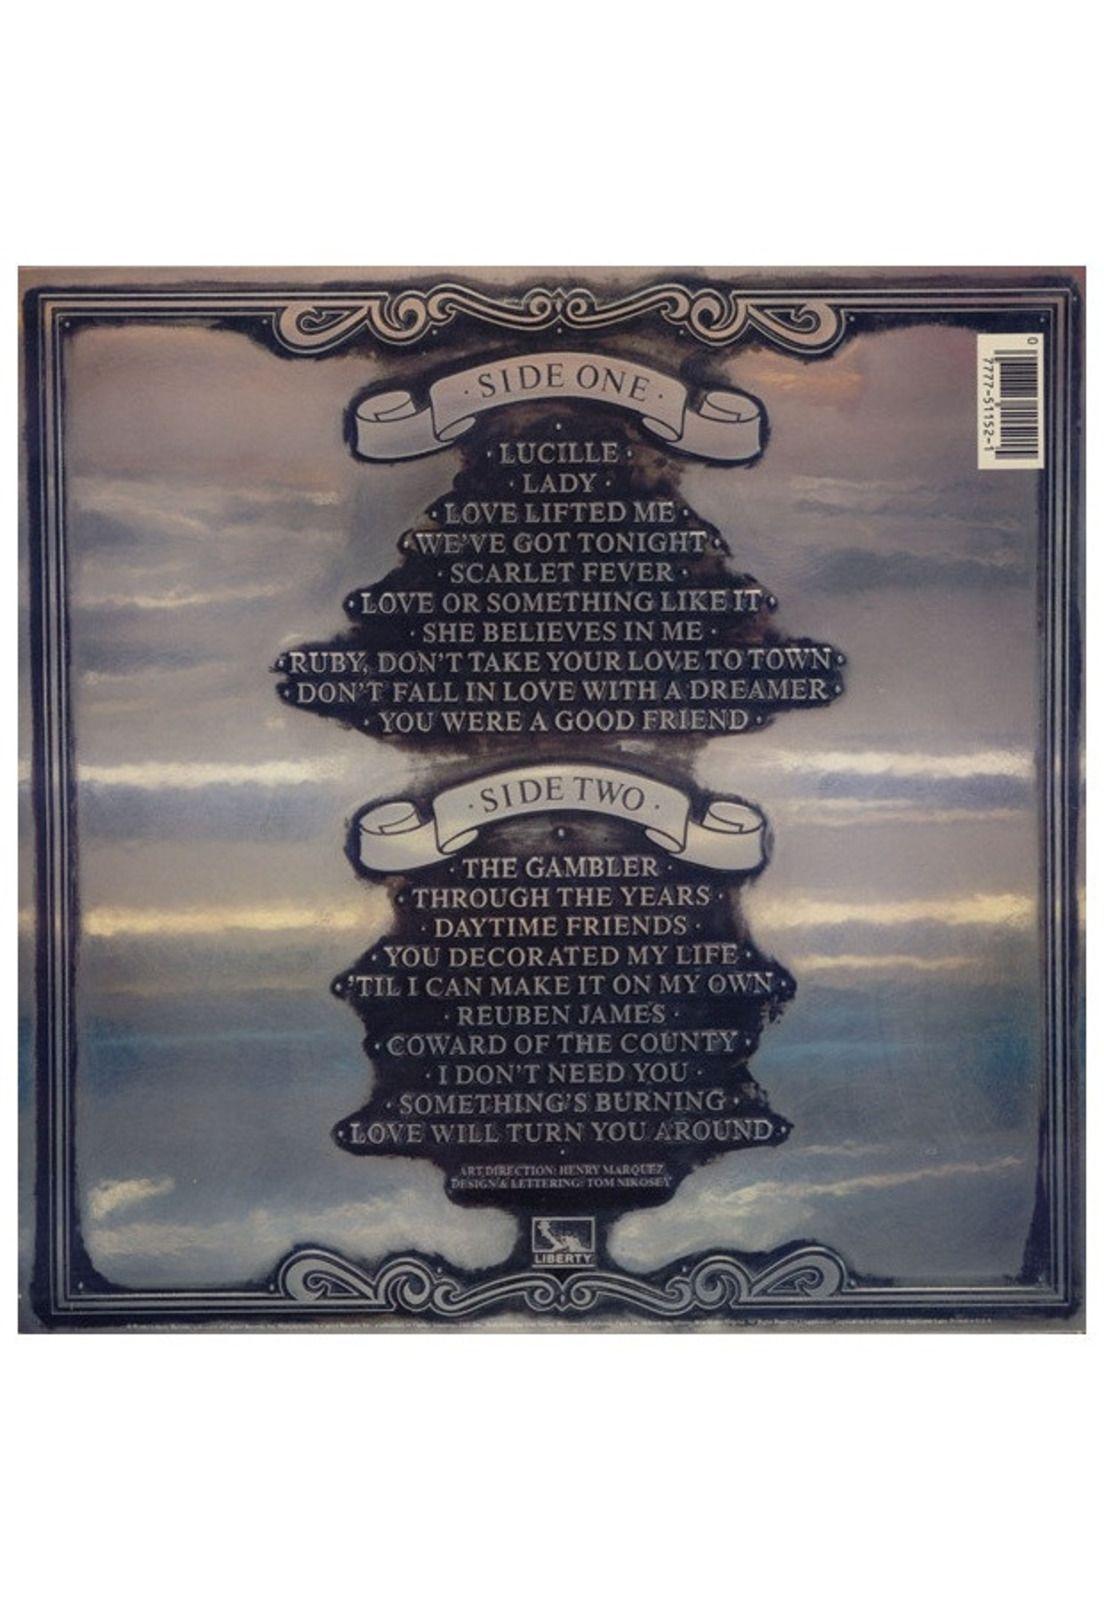 · SIDE ONE ·
0
7777-51152-1
· LUCILLE ·
· LADY ·
· LOVE LIFTED ME ·
· WE'VE GOT TONIGHT ·
· SCARLET FEVER ·
· LOVE OR SOMETHING LIKE IT ·
· SHE BELIEVES IN ME ·
· RUBY, DON'T TAKE YOUR LOVE TO TOWN ·
· DON'T FALL IN LOVE WITH A DREAMER ·
· YOU WERE A GOOD FRIEND ·
· SIDE TWO ·
· THE GAMBLER ·
· THROUGH THE YEARS ·
· DAYTIME FRIENDS ·
· YOU DECORATED MY LIFE ·
· 'TIL I CAN MAKE IT ON MY OWN ·
· REUBEN JAMES ·
· COWARD OF THE COUNTY ·
· I DON'T NEED YOU ·
· SOMETHING'S BURNING ·
· LOVE WILL TURN YOU AROUND ·
ART DIRECTION: HENRY MARQUEZ
DESIGN & LETTERING: TOM NIKOSEY
LIBERTY